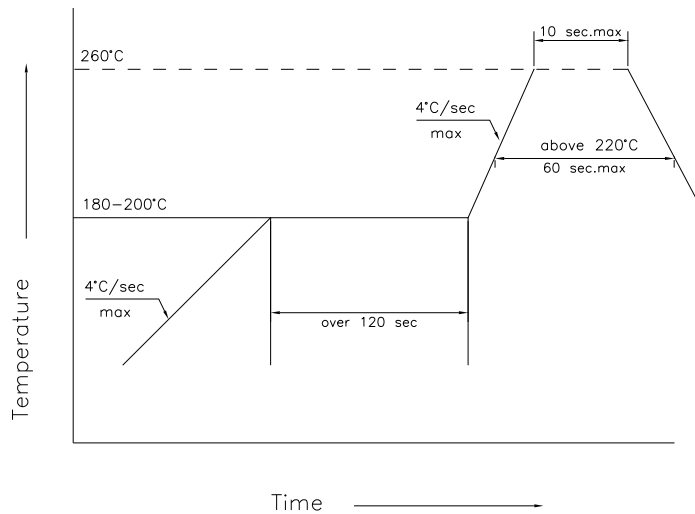 10 sec.max
260°C
4°C/sec
max
above 220°C
60 sec.max
180-200°C
4°C/sec
max
over 120 sec
Temperature
Time